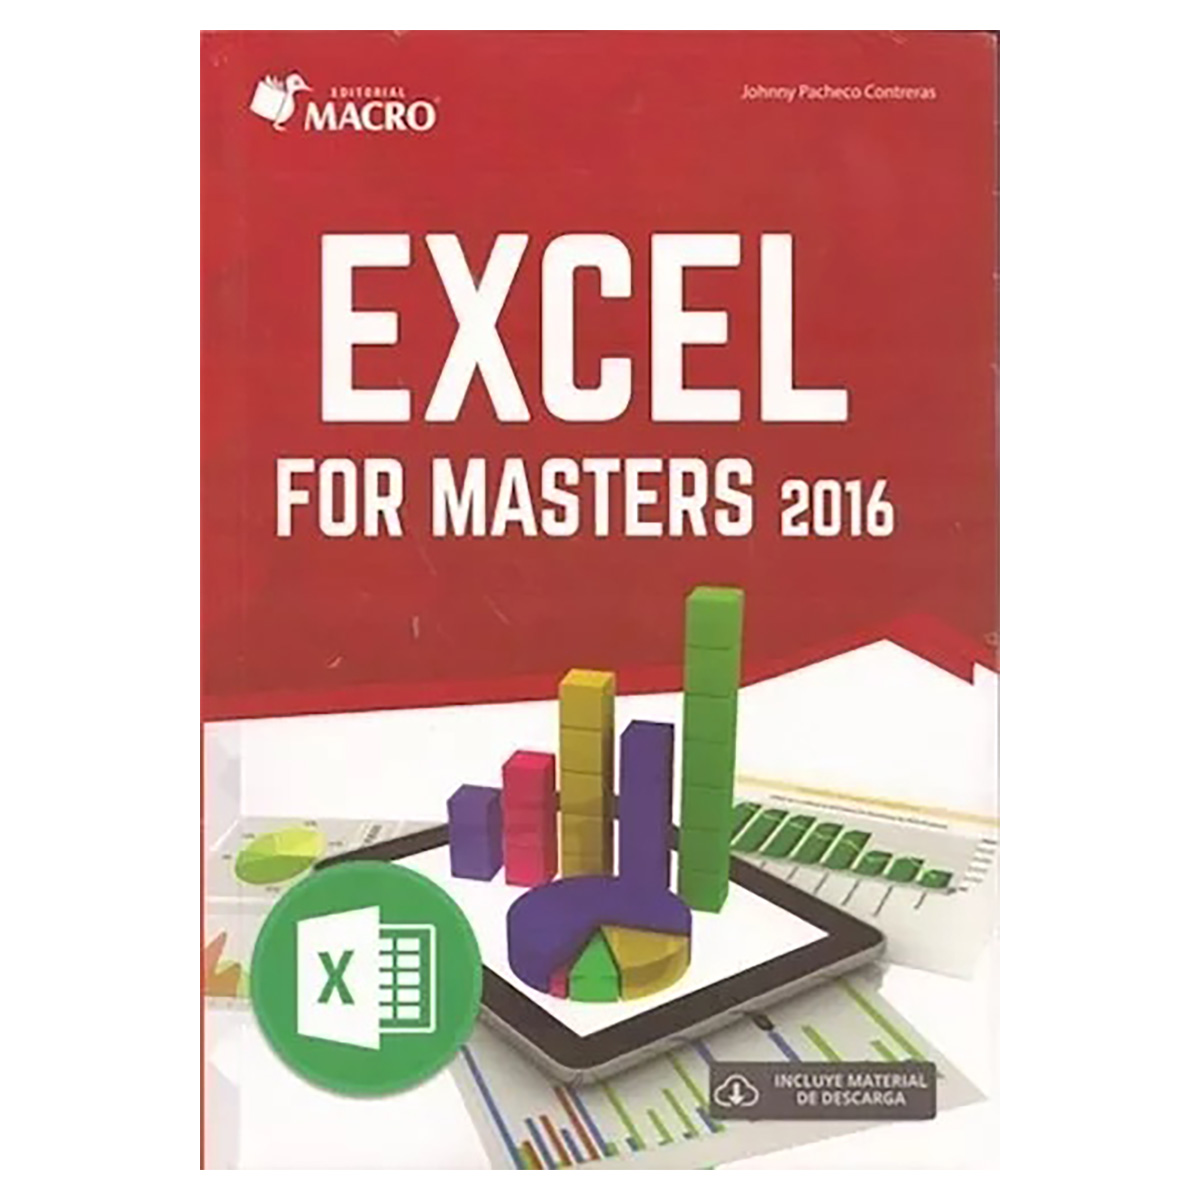 EDITORIAL
MACRO
Johnny Pacheco Contreras
EXCEL
FOR MASTERS 2016
X
INCLUYE MATERIAL
DE DESCARGA